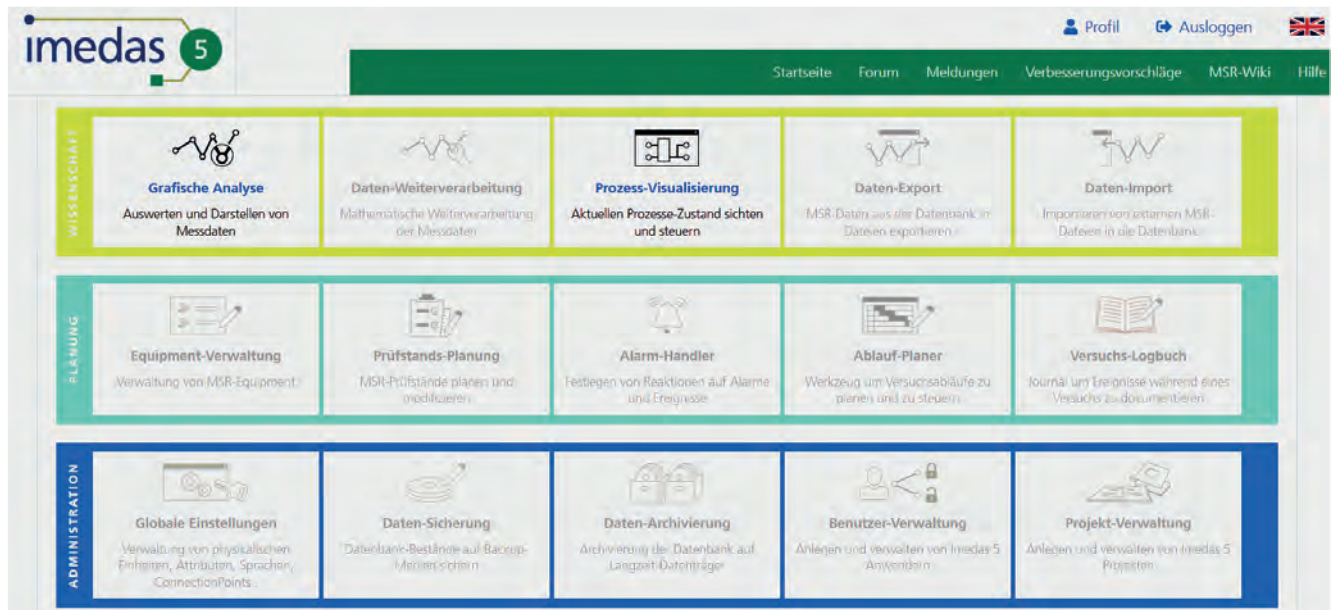 imedas 5
Profil Ausloggen
Startseite Forum Meldungen Verbesserungsvorschläge MSR-Wiki Hilfe
WISSENSCHAFT
Grafische Analyse
Auswerten und Darstellen von
Messdaten
Daten-Weiterverarbeitung
Mathematische Weiterverarbeitung
der Messdaten
Prozess-Visualisierung
Aktuellen Prozesse-Zustand sichten
und steuern
Daten-Export
MSR-Daten aus der Datenbank in
Dateien exportieren
Daten-Import
Importieren von externen MSR-
Dateien in die Datenbank
PLANUNG
Equipment-Verwaltung
Verwaltung von MSR-Equipment
Prüfstands-Planung
MSR-Prüfstände planen und
modifizieren
Alarm-Handler
Festlegen von Reaktionen auf Alarme
und Ereignisse
Ablauf-Planer
Werkzeug um Versuchsabläufe zu
planen und zu steuern
Versuchs-Logbuch
Journal um Ereignisse während eines
Versuchs zu dokumentieren
ADMINISTRATION
Globale Einstellungen
Verwaltung von physikalischen
Einheiten, Attributen, Sprachen,
ConnectionPoints
Daten-Sicherung
Datenbank-Bestände auf Backup-
Medien sichern
Daten-Archivierung
Archivierung der Datenbank auf
Langzeit-Datenträger
Benutzer-Verwaltung
Anlegen und verwalten von Imedas 5
Anwendern
Projekt-Verwaltung
Anlegen und verwalten von Imedas 5
Projekten